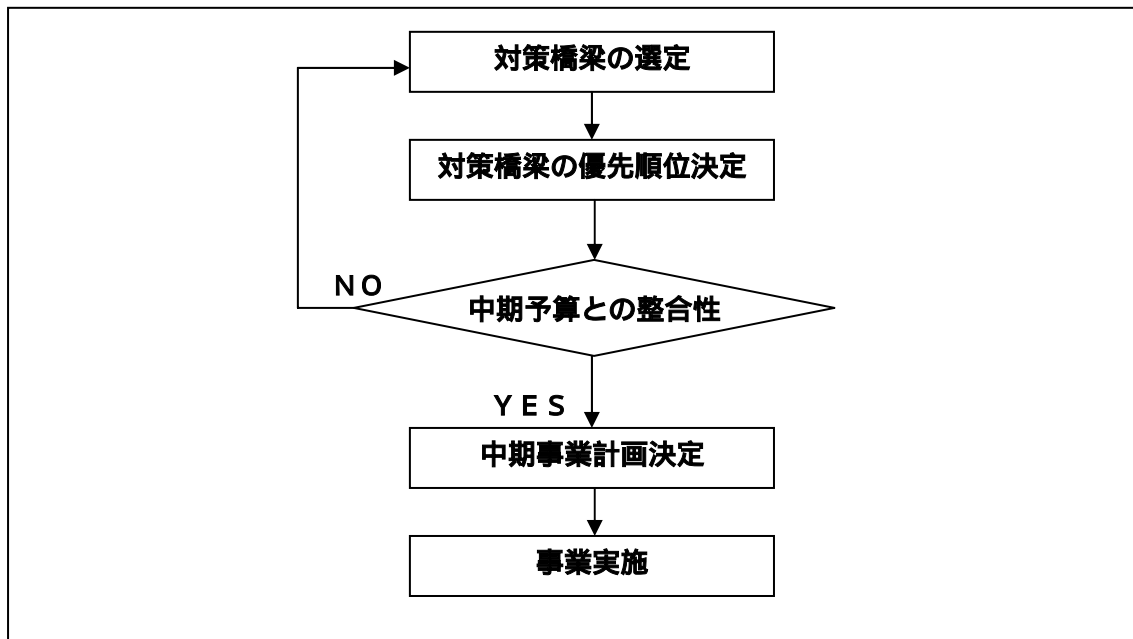 対策橋梁の選定
対策橋梁の優先順位決定
ＮＯ
中期予算との整合性
ＹＥＳ
中期事業計画決定
事業実施